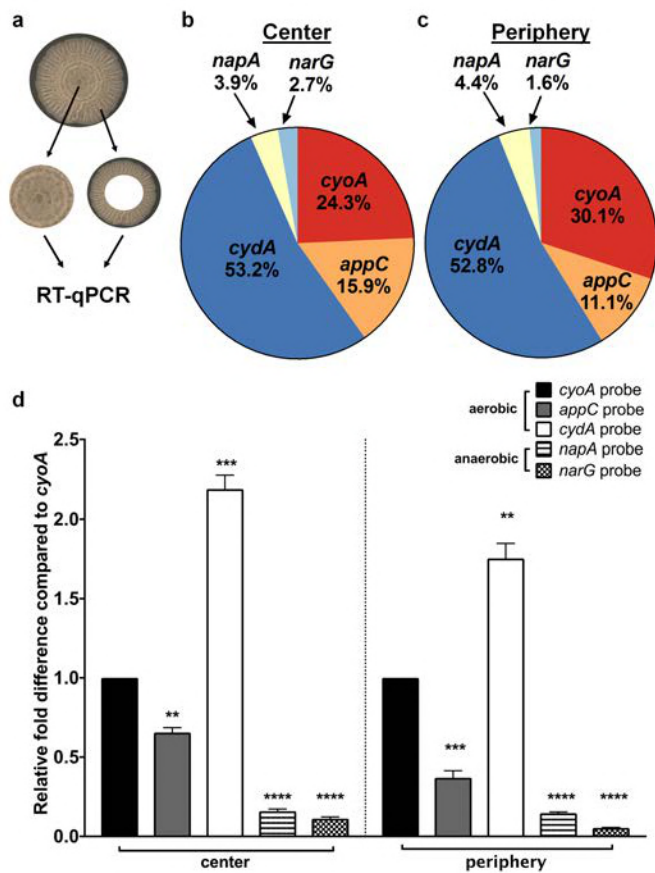 a
RT-qPCR
b
Center
napA
3.9%
narG
2.7%
cyoA
24.3%
cydA
53.2%
appC
15.9%
c
Periphery
napA
4.4%
narG
1.6%
cyoA
30.1%
cydA
52.8%
appC
11.1%
d
aerobic
cyoA probe
appC probe
cydA probe
anaerobic
napA probe
narG probe
Relative fold difference compared to cyoA
2.5
2.0
1.5
1.0
0.5
0.0
**
***
****
****
***
**
****
****
center
periphery